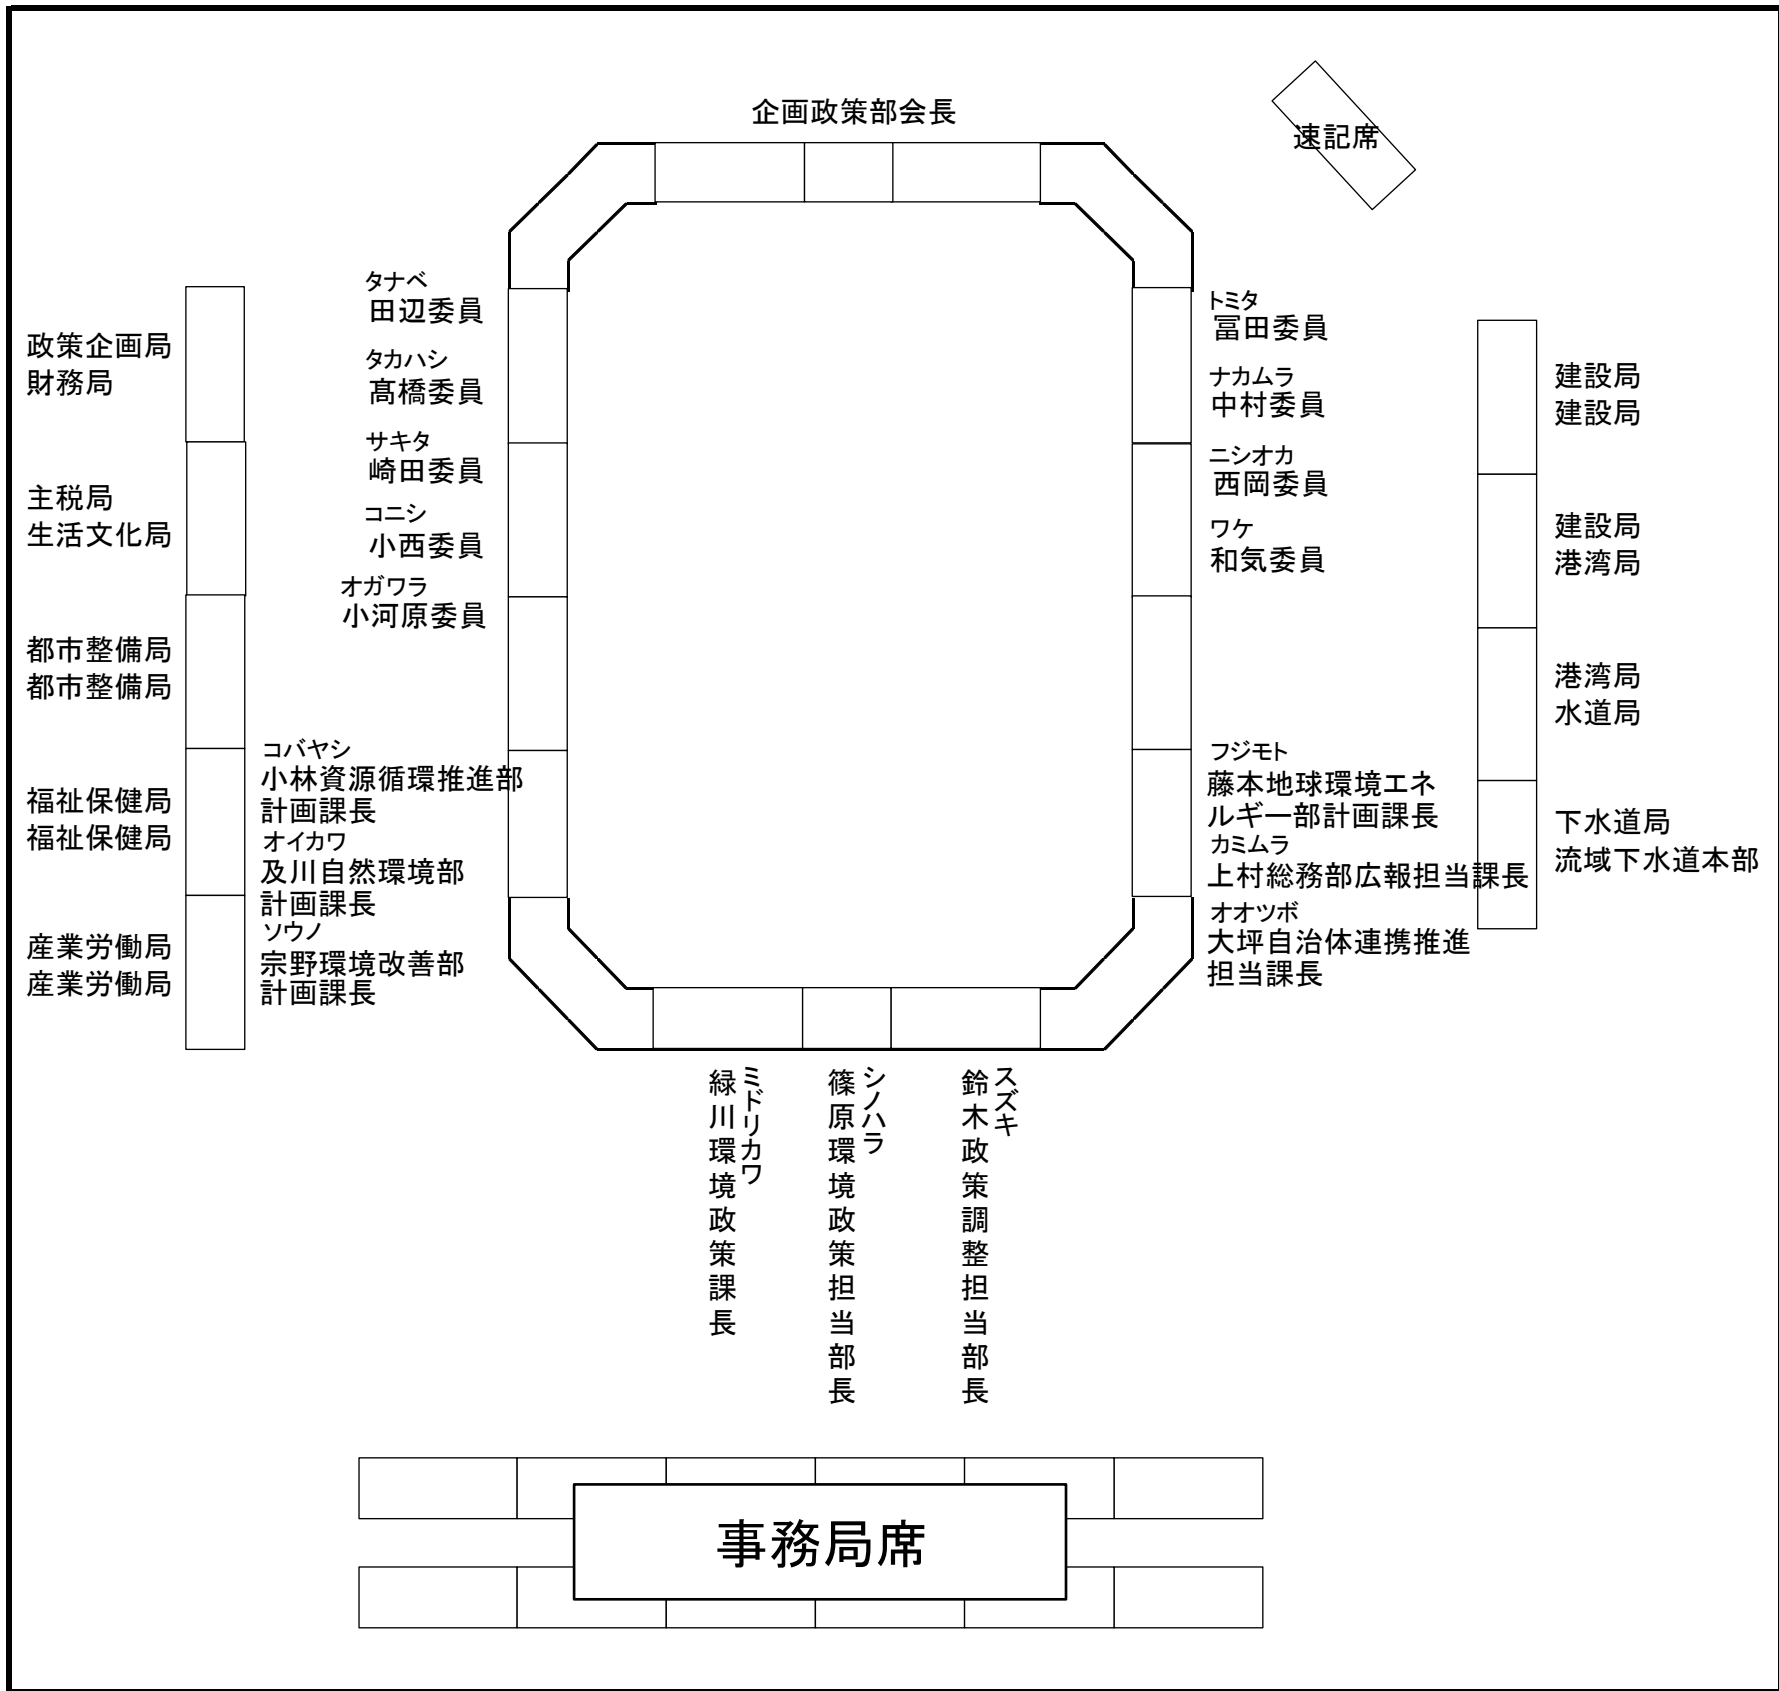 企画政策部会長
速記席
政策企画局
財務局
主税局
生活文化局
都市整備局
都市整備局
福祉保健局
福祉保健局
産業労働局
産業労働局
タナベ
田辺委員
タカハシ
髙橋委員
サキタ
崎田委員
コニシ
小西委員
オガワラ
小河原委員
コバヤシ
小林資源循環推進部
計画課長
オイカワ
及川自然環境部
計画課長
ソウノ
宗野環境改善部
計画課長
トミタ
冨田委員
ナカムラ
中村委員
ニシオカ
西岡委員
ワケ
和気委員
フジモト
藤本地球環境エネ
ルギー部計画課長
カミムラ
上村総務部広報担当課長
オオツボ
大坪自治体連携推進
担当課長
建設局
建設局
建設局
港湾局
港湾局
水道局
下水道局
流域下水道本部
ミドリカワ
緑川環境政策課長
シノハラ
篠原環境政策担当部長
スズキ
鈴木政策調整担当部長
事務局席